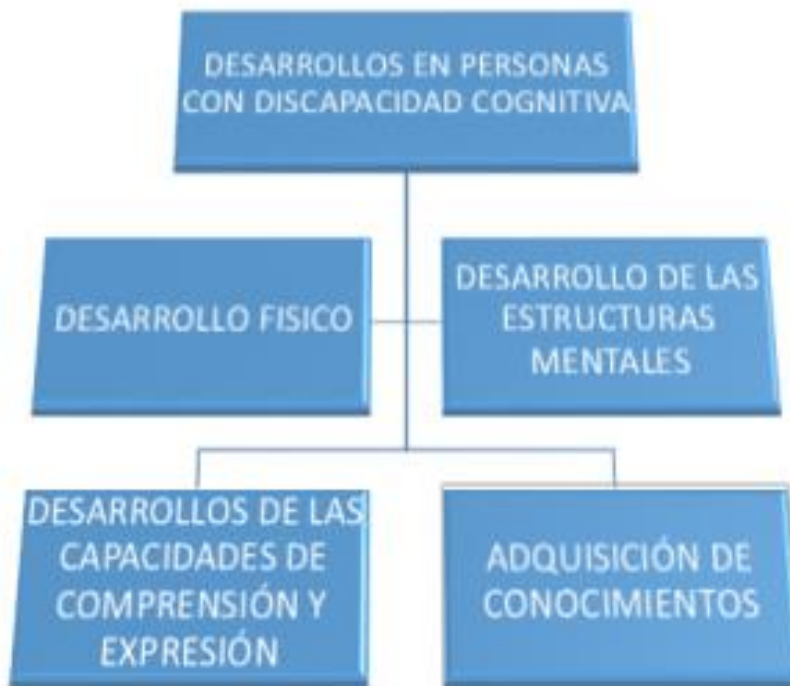 DESARROLLOS EN PERSONAS
CON DISCAPACIDAD COGNITIVA
DESARROLLO FISICO
DESARROLLO DE LAS
ESTRUCTURAS
MENTALES
DESARROLLOS DE LAS
CAPACIDADES DE
COMPRENSIÓN Y
EXPRESIÓN
ADQUISICIÓN DE
CONOCIMIENTOS